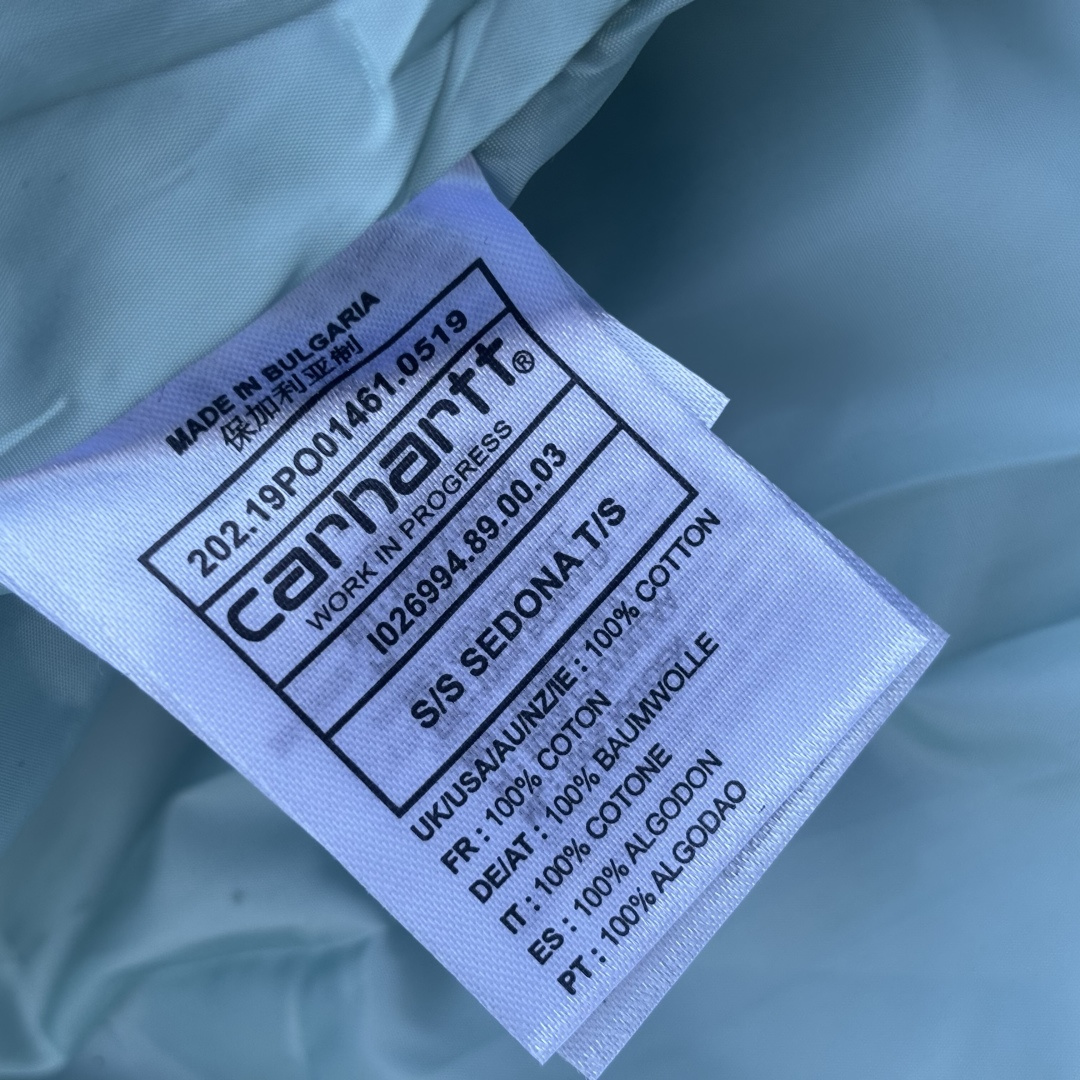 MADE IN BULGARIA
保加利亚制
202.19PO01461.0519
carhartt®
WORK IN PROGRESS
I026994.89.00.03
S/S SEDONA T/S
UK/USA/AU/NZ/IE : 100% COTTON
FR : 100% COTON
DE/AT : 100% BAUMWOLLE
IT : 100% COTONE
ES : 100% ALGODON
PT : 100% ALGODAO